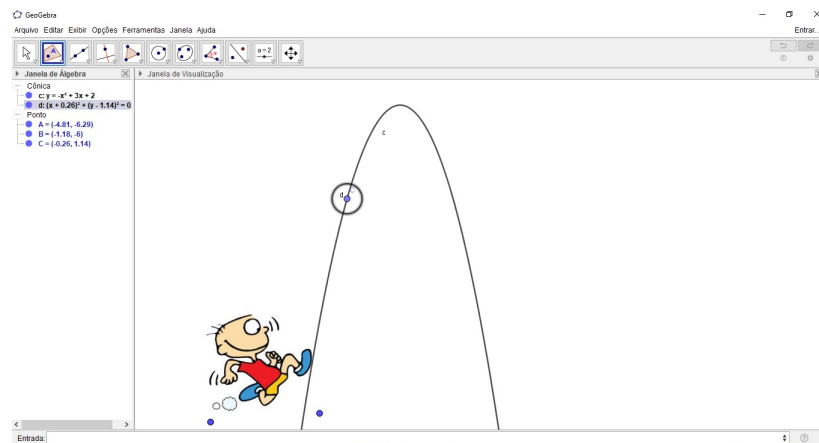 GeoGebra
Arquivo Editar Exibir Opções Ferramentas Janela Ajuda
Entrar...
A
a = 2
Janela de Álgebra
Janela de Visualização
Cônica
c: y = -x² + 3x + 2
d: (x + 0.26)² + (y - 1.14)² = 0
Ponto
A = (-4.81, -6.29)
B = (-1.18, -6)
C = (-0.26, 1.14)
c
d
Entrada: